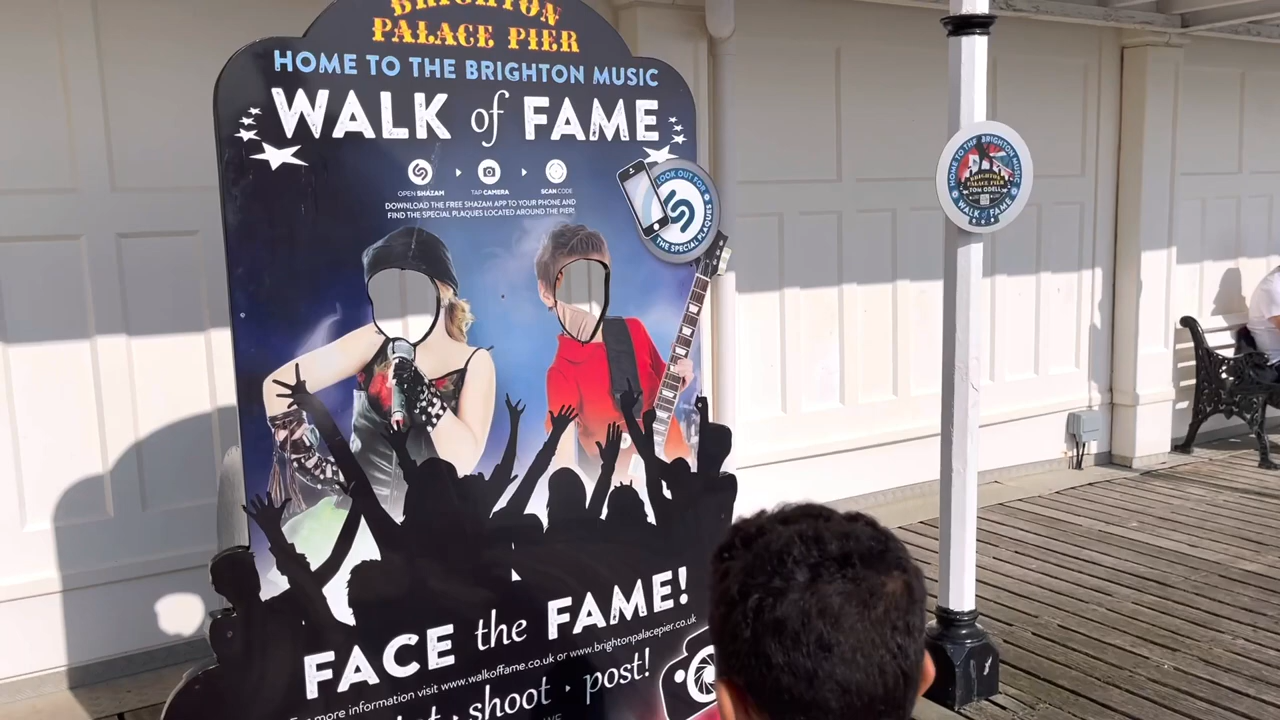 BRIGHTON
PALACE PIER
HOME TO THE BRIGHTON MUSIC
WALK of FAME
OPEN SHAZAM
TAP CAMERA
SCAN CODE
DOWNLOAD THE FREE SHAZAM APP TO YOUR PHONE AND
FIND THE SPECIAL PLAQUES LOCATED AROUND THE PIER!
LOOK OUT FOR
THE SPECIAL PLAQUES
HOME TO THE BRIGHTON MUSIC
BRIGHTON
PALACE PIER
TOM ODELL
WALK of FAME
FACE the FAME!
more information visit www.walkoffame.co.uk or www.brightonpalacepier.co.uk
shoot · post!